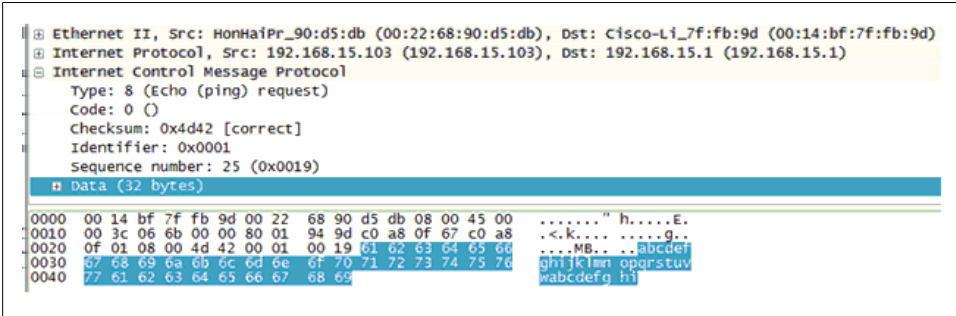 Ethernet II, Src: HonHaiPr_90:d5:db (00:22:68:90:d5:db), Dst: Cisco-Li_7f:fb:9d (00:14:bf:7f:fb:9d)
Internet Protocol, Src: 192.168.15.103 (192.168.15.103), Dst: 192.168.15.1 (192.168.15.1)
Internet Control Message Protocol
Type: 8 (Echo (ping) request)
Code: 0 ()
Checksum: 0x4d42 [correct]
Identifier: 0x0001
Sequence number: 25 (0x0019)
Data (32 bytes)
0000 00 14 bf 7f fb 9d 00 22 68 90 d5 db 08 00 45 00 ......." h.....E.
0010 00 3c 06 6b 00 00 80 01 94 9d c0 a8 0f 67 c0 a8 .<.k.... .....g..
0020 0f 01 08 00 4d 42 00 01 00 19 61 62 63 64 65 66 ....MB.. ..abcdef
0030 67 68 69 6a 6b 6c 6d 6e 6f 70 71 72 73 74 75 76 ghijklmn opqrstuv
0040 77 61 62 63 64 65 66 67 68 69 wabcdefg hi